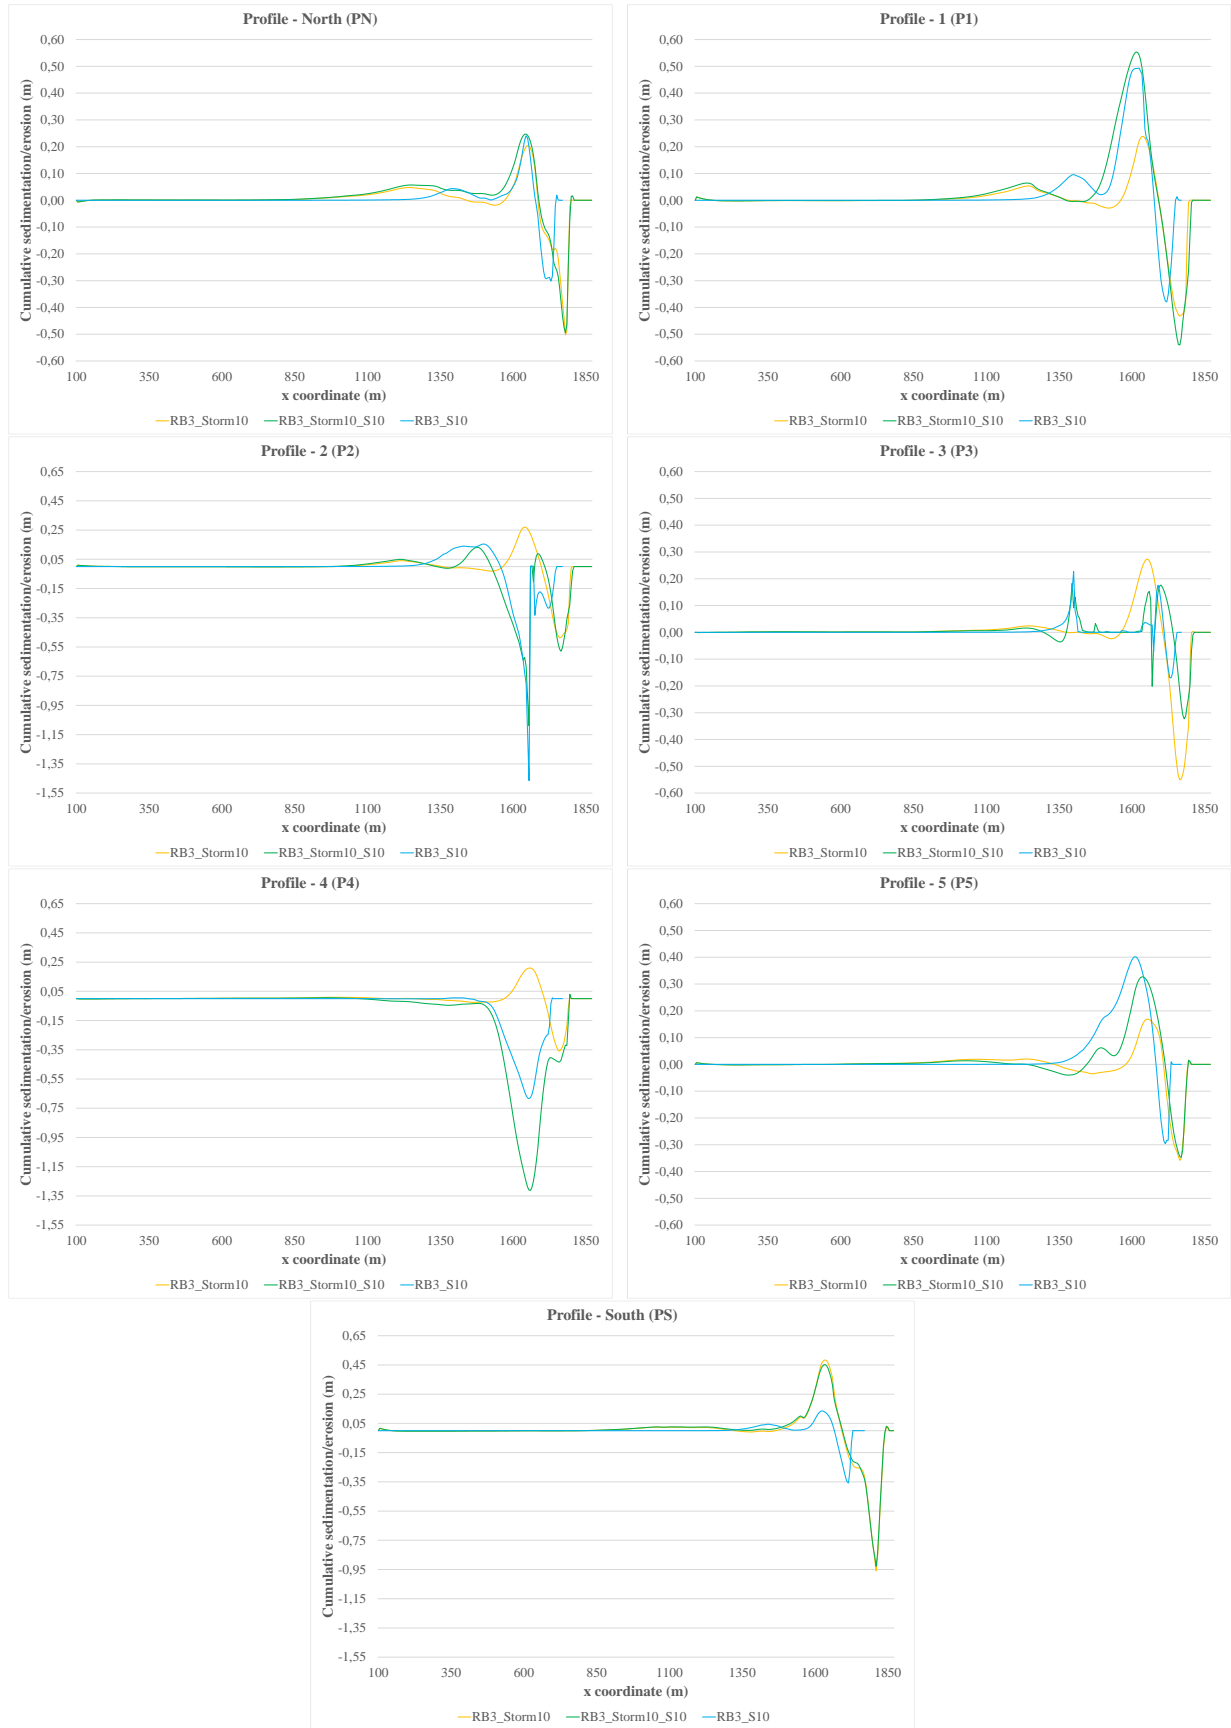 Profile - North (PN)
Cumulative sedimentation/erosion (m)
0,60
0,50
0,40
0,30
0,20
0,10
0,00
-0,10
-0,20
-0,30
-0,40
-0,50
-0,60
100 350 600 850 1100 1350 1600 1850
x coordinate (m)
RB3_Storm10 RB3_Storm10_S10 RB3_S10
Profile - 1 (P1)
Cumulative sedimentation/erosion (m)
0,60
0,50
0,40
0,30
0,20
0,10
0,00
-0,10
-0,20
-0,30
-0,40
-0,50
-0,60
100 350 600 850 1100 1350 1600 1850
x coordinate (m)
RB3_Storm10 RB3_Storm10_S10 RB3_S10
Profile - 2 (P2)
Cumulative sedimentation/erosion (m)
0,65
0,45
0,25
0,05
-0,15
-0,35
-0,55
-0,75
-0,95
-1,15
-1,35
-1,55
100 350 600 850 1100 1350 1600 1850
x coordinate (m)
RB3_Storm10 RB3_Storm10_S10 RB3_S10
Profile - 3 (P3)
Cumulative sedimentation/erosion (m)
0,60
0,50
0,40
0,30
0,20
0,10
0,00
-0,10
-0,20
-0,30
-0,40
-0,50
-0,60
100 350 600 850 1100 1350 1600 1850
x coordinate (m)
RB3_Storm10 RB3_Storm10_S10 RB3_S10
Profile - 4 (P4)
Cumulative sedimentation/erosion (m)
0,65
0,45
0,25
0,05
-0,15
-0,35
-0,55
-0,75
-0,95
-1,15
-1,35
-1,55
100 350 600 850 1100 1350 1600 1850
x coordinate (m)
RB3_Storm10 RB3_Storm10_S10 RB3_S10
Profile - 5 (P5)
Cumulative sedimentation/erosion (m)
0,60
0,50
0,40
0,30
0,20
0,10
0,00
-0,10
-0,20
-0,30
-0,40
-0,50
-0,60
100 350 600 850 1100 1350 1600 1850
x coordinate (m)
RB3_Storm10 RB3_Storm10_S10 RB3_S10
Profile - South (PS)
Cumulative sedimentation/erosion (m)
0,65
0,45
0,25
0,05
-0,15
-0,35
-0,55
-0,75
-0,95
-1,15
-1,35
-1,55
100 350 600 850 1100 1350 1600 1850
x coordinate (m)
RB3_Storm10 RB3_Storm10_S10 RB3_S10